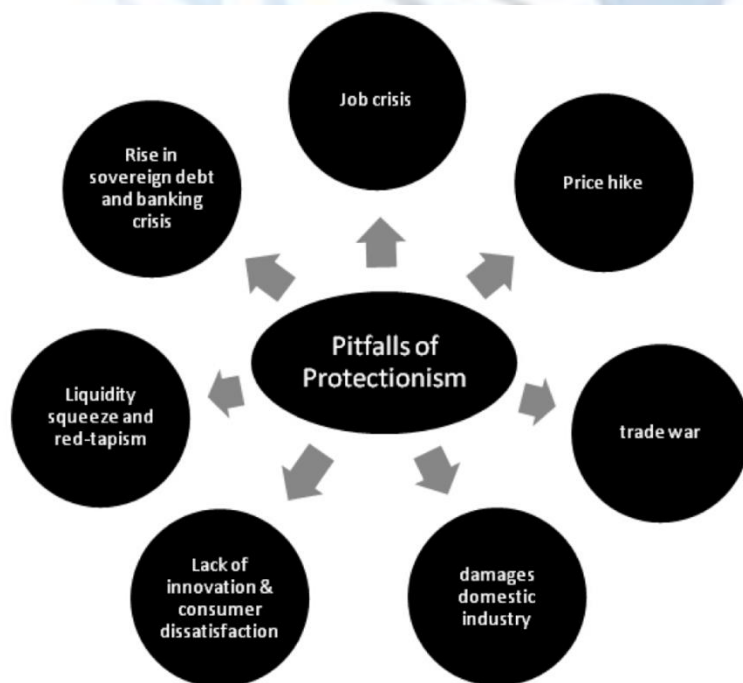 Pitfalls of
Protectionism
Job crisis
Price hike
trade war
damages
domestic
industry
Lack of
innovation &
consumer
dissatisfaction
Liquidity
squeeze and
red-tapism
Rise in
sovereign debt
and banking
crisis